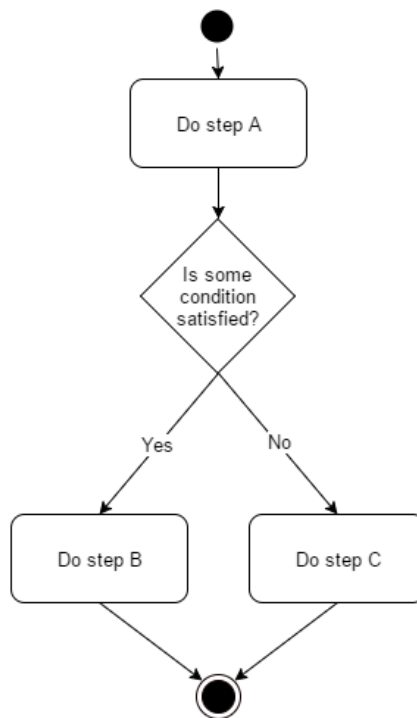 Do step A
Is some
condition
satisfied?
Yes
No
Do step B
Do step C